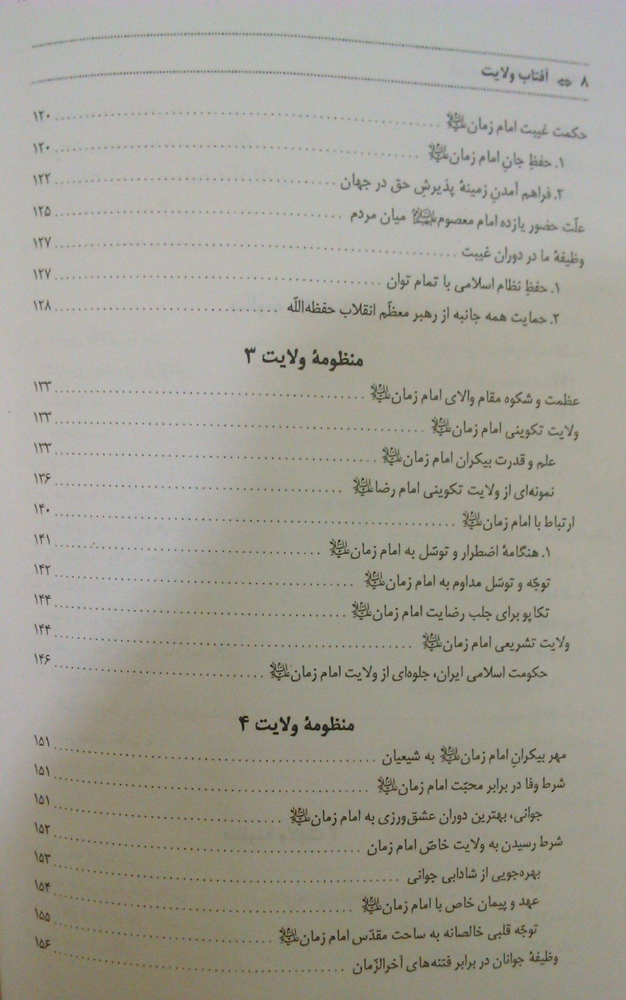 ۸ ⇔ آفتاب ولایت
حکمت غیبت امام زمان علیه‌السلام ........ ۱۲۰
۱. حفظِ جانِ امام زمان علیه‌السلام ........ ۱۲۰
۲. فراهم آمدنِ زمینهٔ پذیرشِ حق در جهان ........ ۱۲۲
علّت حضور یازده امام معصوم علیهم‌السلام میان مردم ........ ۱۲۵
وظیفهٔ ما در دوران غیبت ........ ۱۲۷
۱. حفظِ نظام اسلامی با تمام توان ........ ۱۲۷
۲. حمایت همه جانبه از رهبر معظّم انقلاب حفظه‌اللّه ........ ۱۲۸
منظومهٔ ولایت ۳
عظمت و شکوه مقام والای امام زمان علیه‌السلام ........ ۱۳۳
ولایت تکوینی امام زمان علیه‌السلام ........ ۱۳۳
علم و قدرت بیکران امام زمان علیه‌السلام ........ ۱۳۳
نمونه‌ای از ولایت تکوینی امام رضا علیه‌السلام ........ ۱۳۶
ارتباط با امام زمان علیه‌السلام ........ ۱۴۰
۱. هنگامهٔ اضطرار و توسّل به امام زمان علیه‌السلام ........ ۱۴۱
توجّه و توسّل مداوم به امام زمان علیه‌السلام ........ ۱۴۲
تکاپو برای جلب رضایت امام زمان علیه‌السلام ........ ۱۴۴
ولایت تشریعی امام زمان علیه‌السلام ........ ۱۴۴
حکومت اسلامی ایران، جلوه‌ای از ولایت امام زمان علیه‌السلام ........ ۱۴۶
منظومهٔ ولایت ۴
مهر بیکرانِ امام زمان علیه‌السلام به شیعیان ........ ۱۵۱
شرط وفا در برابر محبّت امام زمان علیه‌السلام ........ ۱۵۱
جوانی، بهترین دوران عشق‌ورزی به امام زمان علیه‌السلام ........ ۱۵۱
شرط رسیدن به ولایت خاصّ امام زمان ........ ۱۵۲
بهره‌جویی از شادابی جوانی ........ ۱۵۳
عهد و پیمان خاص با امام زمان علیه‌السلام ........ ۱۵۴
توجّه قلبی خالصانه به ساحت مقدّس امام زمان علیه‌السلام ........ ۱۵۵
وظیفهٔ جوانان در برابر فتنه‌های آخرالزّمان ........ ۱۵۶